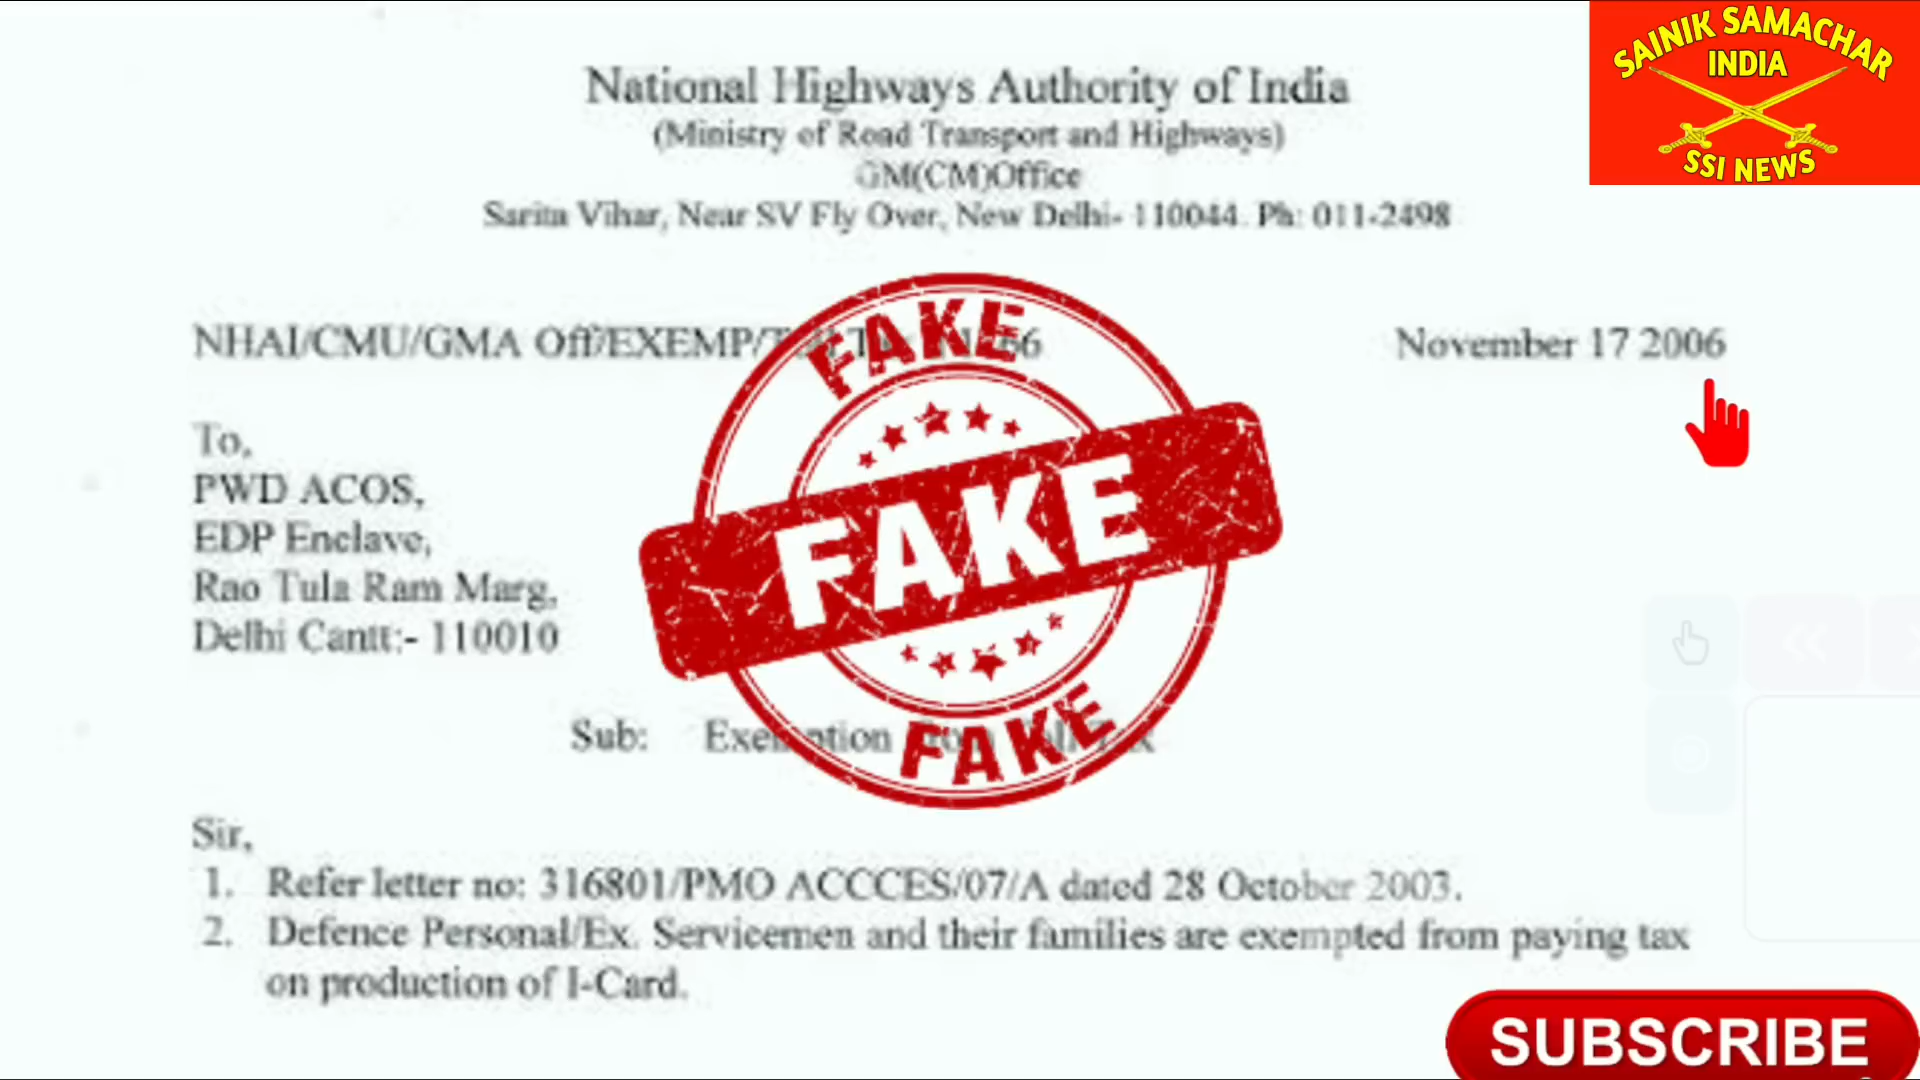 SAINIK SAMACHAR
INDIA
SSI NEWS
National Highways Authority of India
(Ministry of Road Transport and Highways)
GM(CM)Office
Sarita Vihar, Near SV Fly Over, New Delhi- 110044. Ph: 011-2498
NHAI/CMU/GMA Off/EXEMP/
November 17 2006
FAKE
To,
PWD ACOS,
EDP Enclave,
Rao Tula Ram Marg,
Delhi Cantt:- 110010
FAKE
Sub: Exemption
FAKE
Sir,
1. Refer letter no: 316801/PMO ACCCES/07/A dated 28 October 2003.
2. Defence Personal/Ex. Servicemen and their families are exempted from paying tax
on production of I-Card.
SUBSCRIBE